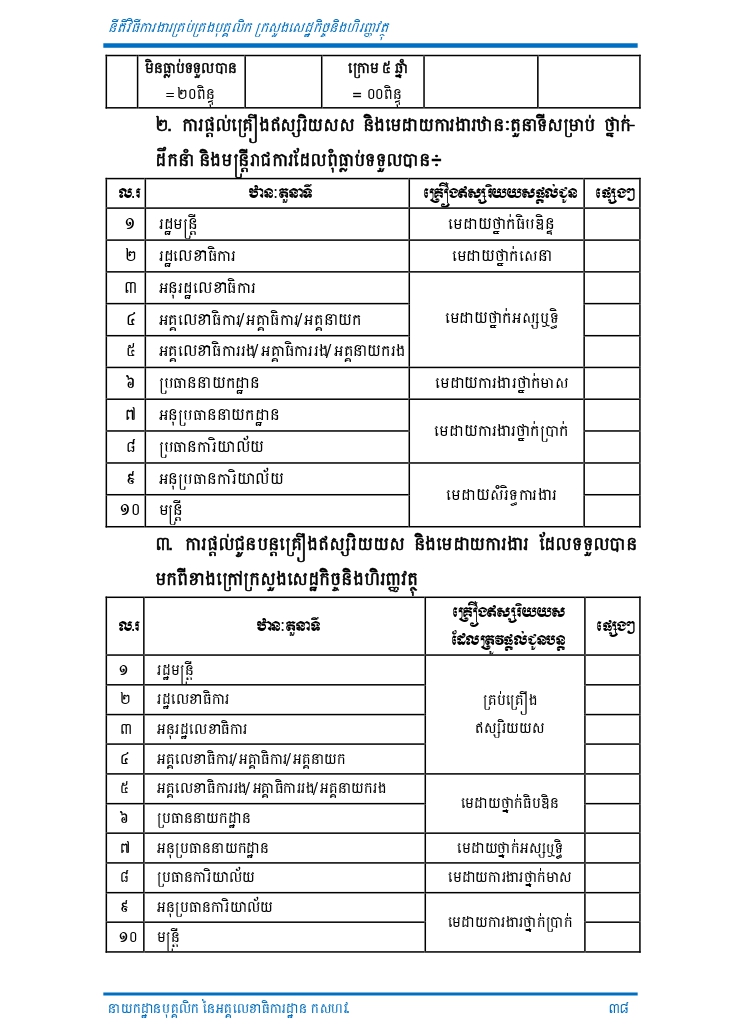 នីតិវិធីការងារគ្រប់គ្រងបុគ្គលិក ក្រសួងសេដ្ឋកិច្ចនិងហិរញ្ញវត្ថុ
មិនធ្លាប់ទទួលបាន ក្រោម ៥ ឆ្នាំ
=២០ពិន្ទុ = ០០ពិន្ទុ
២. ការផ្តល់គ្រឿងឥស្សរិយសស និងមេដាយការងារឋានៈតួនាទីសម្រាប់ ថ្នាក់-
ដឹកនាំ និងមន្ត្រីរាជការដែលពុំធ្លាប់ទទួលបាន÷
ល.រ ឋានៈតួនាទី គ្រឿងឥស្សរិយយសផ្តល់ជូន ផ្សេងៗ
១ រដ្ឋមន្ត្រី មេដាយថ្នាក់ធិបឌិន្ទ
២ រដ្ឋលេខាធិការ មេដាយថ្នាក់សេនា
៣ អនុរដ្ឋលេខាធិការ
៤ អគ្គលេខាធិការ/អគ្គាធិការ/អគ្គនាយក មេដាយថ្នាក់អស្សឬទ្ធិ
៥ អគ្គលេខាធិការរង/ អគ្គាធិការរង/ អគ្គនាយករង
៦ ប្រធាននាយកដ្ឋាន មេដាយការងារថ្នាក់មាស
៧ អនុប្រធាននាយកដ្ឋាន
មេដាយការងារថ្នាក់ប្រាក់
៨ ប្រធានការិយាល័យ
៩ អនុប្រធានការិយាល័យ
មេដាយសំរិទ្ធការងារ
១០ មន្ត្រី
៣. ការផ្តល់ជូនបន្តគ្រឿងឥស្សរិយយស និងមេដាយការងារ ដែលទទួលបាន
មកពីខាងក្រៅក្រសួងសេដ្ឋកិច្ចនិងហិរញ្ញវត្ថុ
ល.រ ឋានៈតួនាទី គ្រឿងឥស្សរិយយស ផ្សេងៗ
ដែលត្រូវផ្តល់ជូនបន្ត
១ រដ្ឋមន្ត្រី
២ រដ្ឋលេខាធិការ គ្រប់គ្រឿង
៣ អនុរដ្ឋលេខាធិការ ឥស្សរិយយស
៤ អគ្គលេខាធិការ/អគ្គាធិការ/អគ្គនាយក
៥ អគ្គលេខាធិការរង/ អគ្គាធិការរង/អគ្គនាយករង
មេដាយថ្នាក់ធិបឌិន
៦ ប្រធាននាយកដ្ឋាន
៧ អនុប្រធាននាយកដ្ឋាន មេដាយថ្នាក់អស្សឬទ្ធិ
៨ ប្រធានការិយាល័យ មេដាយការងារថ្នាក់មាស
៩ អនុប្រធានការិយាល័យ
មេដាយការងារថ្នាក់ប្រាក់
១០ មន្ត្រី
នាយកដ្ឋានបុគ្គលិក នៃអគ្គលេខាធិការដ្ឋាន កសហវ. ៣៨